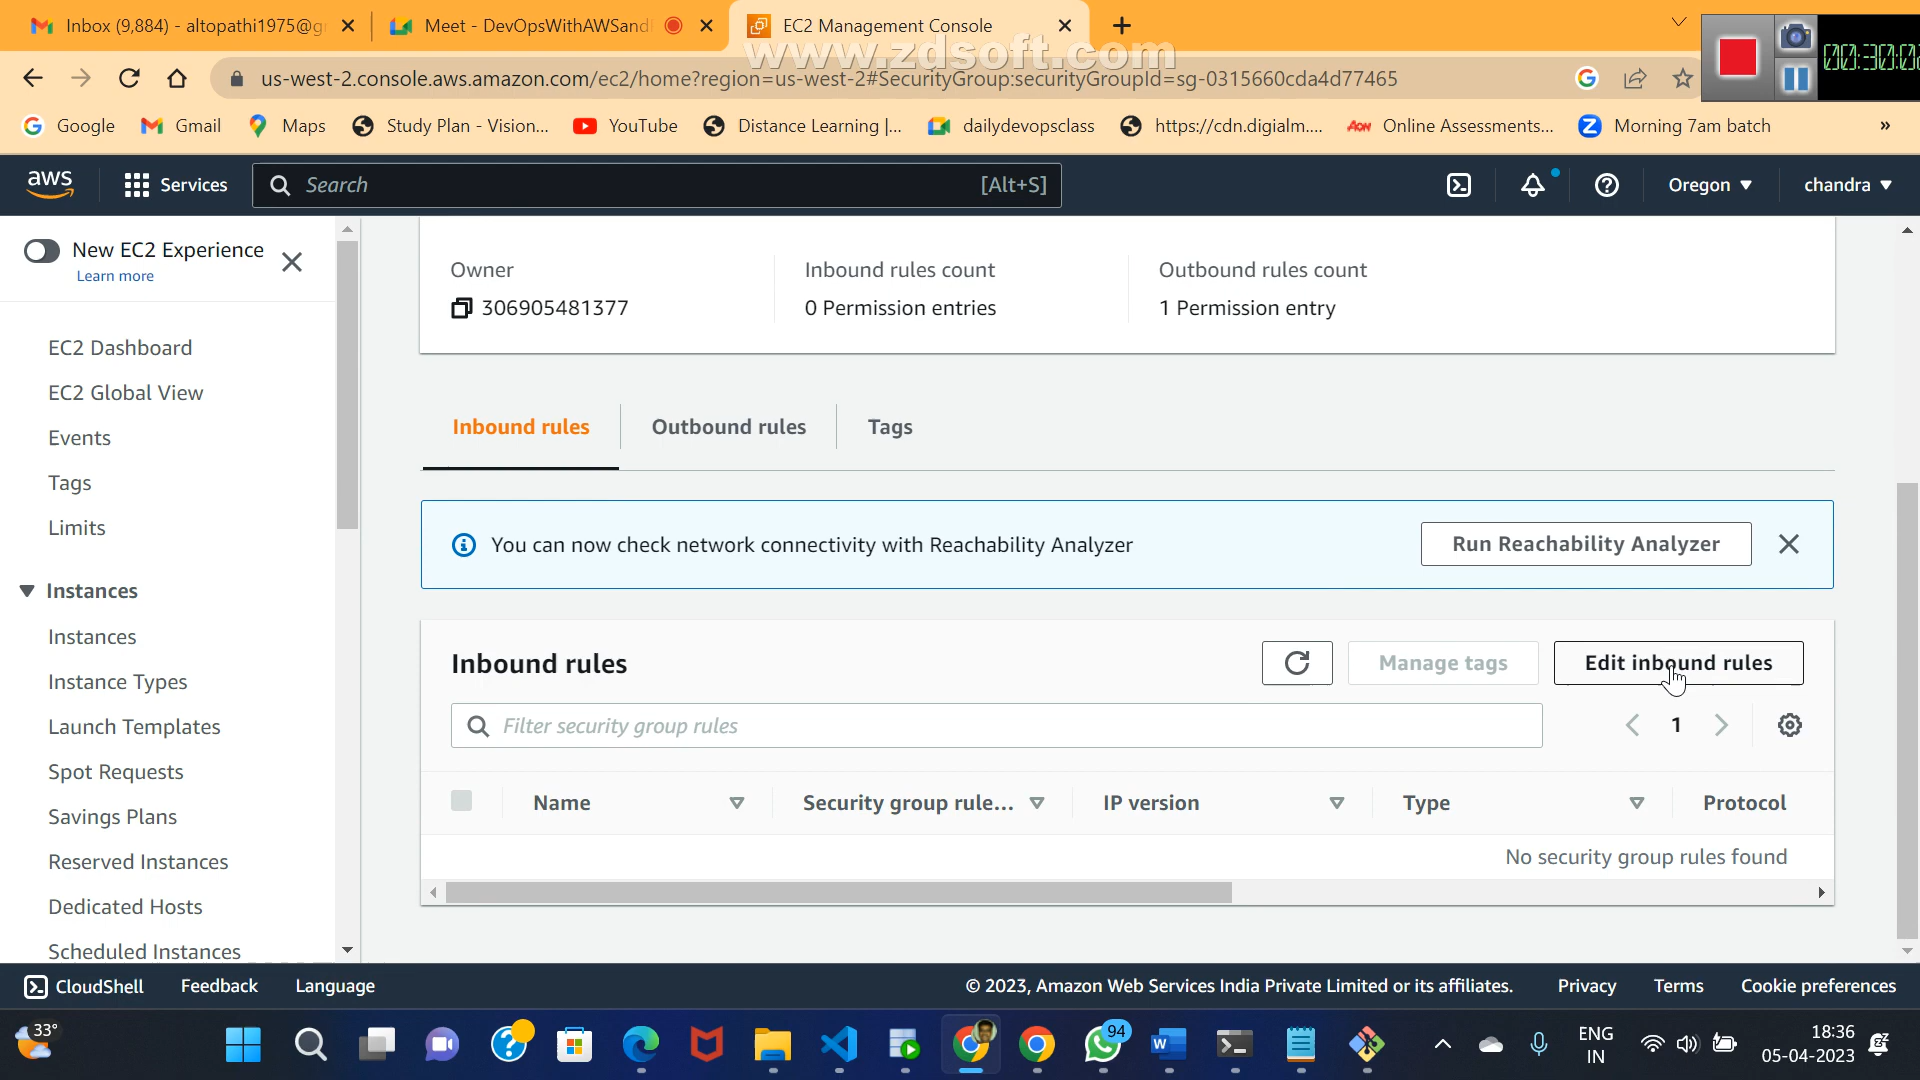 Inbox (9,884) - altopathi1975@g
Meet - DevOpsWithAWSand
EC2 Management Console
www.zdsoft.com
us-west-2.console.aws.amazon.com/ec2/home?region=us-west-2#SecurityGroup:securityGroupId=sg-0315660cda4d77465
Google
Gmail
Maps
Study Plan - Vision...
YouTube
Distance Learning |...
dailydevopsclass
https://cdn.digialm....
AON Online Assessments...
Z Morning 7am batch
»
aws
Services
Search
[Alt+S]
Oregon
chandra
New EC2 Experience
Learn more
EC2 Dashboard
EC2 Global View
Events
Tags
Limits
Instances
Instances
Instance Types
Launch Templates
Spot Requests
Savings Plans
Reserved Instances
Dedicated Hosts
Scheduled Instances
Owner
306905481377
Inbound rules count
0 Permission entries
Outbound rules count
1 Permission entry
Inbound rules
Outbound rules
Tags
You can now check network connectivity with Reachability Analyzer
Run Reachability Analyzer
Inbound rules
Manage tags
Edit inbound rules
Filter security group rules
1
Name
Security group rule...
IP version
Type
Protocol
No security group rules found
CloudShell
Feedback
Language
© 2023, Amazon Web Services India Private Limited or its affiliates.
Privacy
Terms
Cookie preferences
33°
94
ENG
IN
18:36
05-04-2023